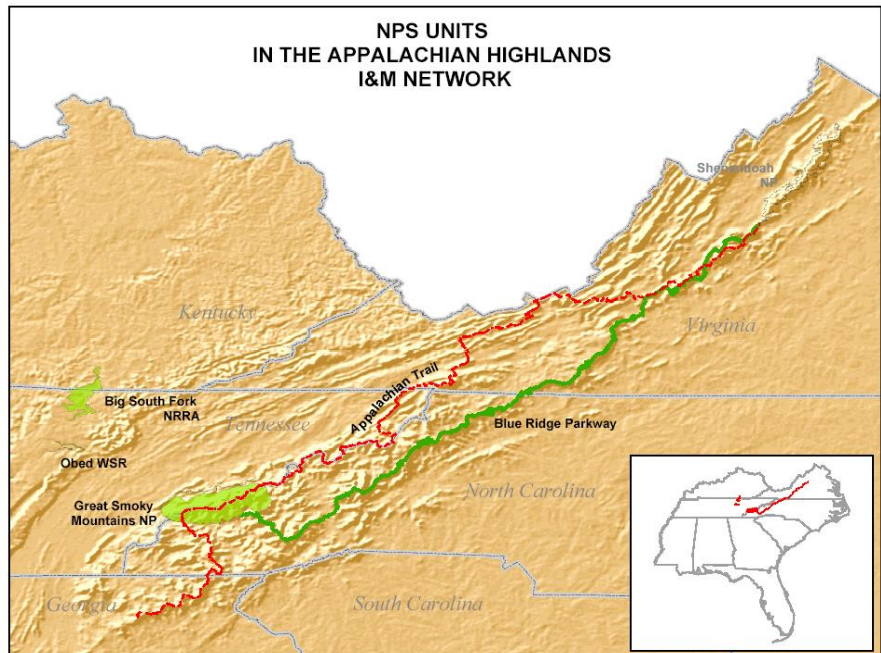 NPS UNITS
IN THE APPALACHIAN HIGHLANDS
I&M NETWORK
Shenandoah
NP
Kentucky
Virginia
Appalachian Trail
Big South Fork
NRRA
Tennessee
Blue Ridge Parkway
Obed WSR
North Carolina
Great Smoky
Mountains NP
Georgia
South Carolina